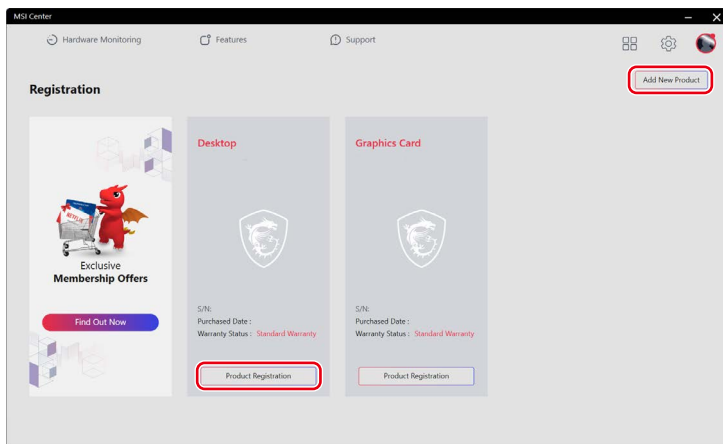 MSI Center
Hardware Monitoring
Features
Support
Add New Product
Registration
Exclusive
Membership Offers
Find Out Now
Desktop
S/N:
Purchased Date :
Warranty Status : Standard Warranty
Product Registration
Graphics Card
S/N:
Purchased Date :
Warranty Status : Standard Warranty
Product Registration
NETFLIX